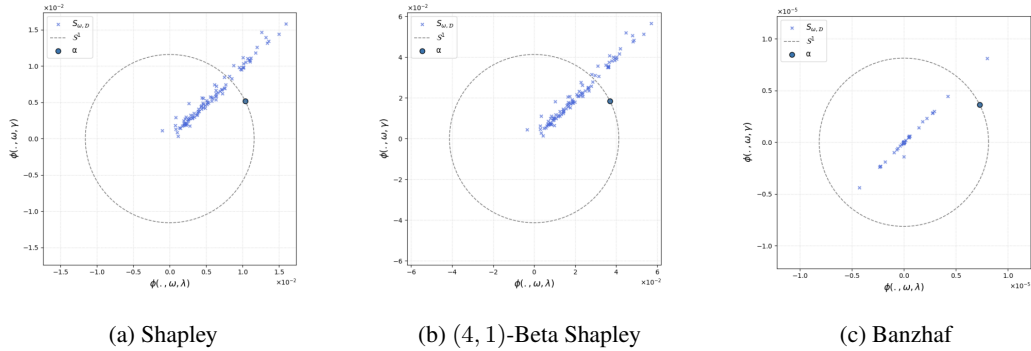 ×10⁻²
1.5
1.0
0.5
0.0
−0.5
−1.0
−1.5
ϕ(., ω, γ)
× S_{ω,𝒟}
S¹
α
−1.5 −1.0 −0.5 0.0 0.5 1.0 1.5
×10⁻²
ϕ(., ω, λ)
(a) Shapley
×10⁻²
6
4
2
0
−2
−4
−6
ϕ(., ω, γ)
× S_{ω,𝒟}
S¹
α
−6 −4 −2 0 2 4 6
×10⁻²
ϕ(., ω, λ)
(b) (4, 1)-Beta Shapley
×10⁻⁵
1.0
0.5
0.0
−0.5
−1.0
ϕ(., ω, γ)
× S_{ω,𝒟}
S¹
α
−1.0 −0.5 0.0 0.5 1.0
×10⁻⁵
ϕ(., ω, λ)
(c) Banzhaf